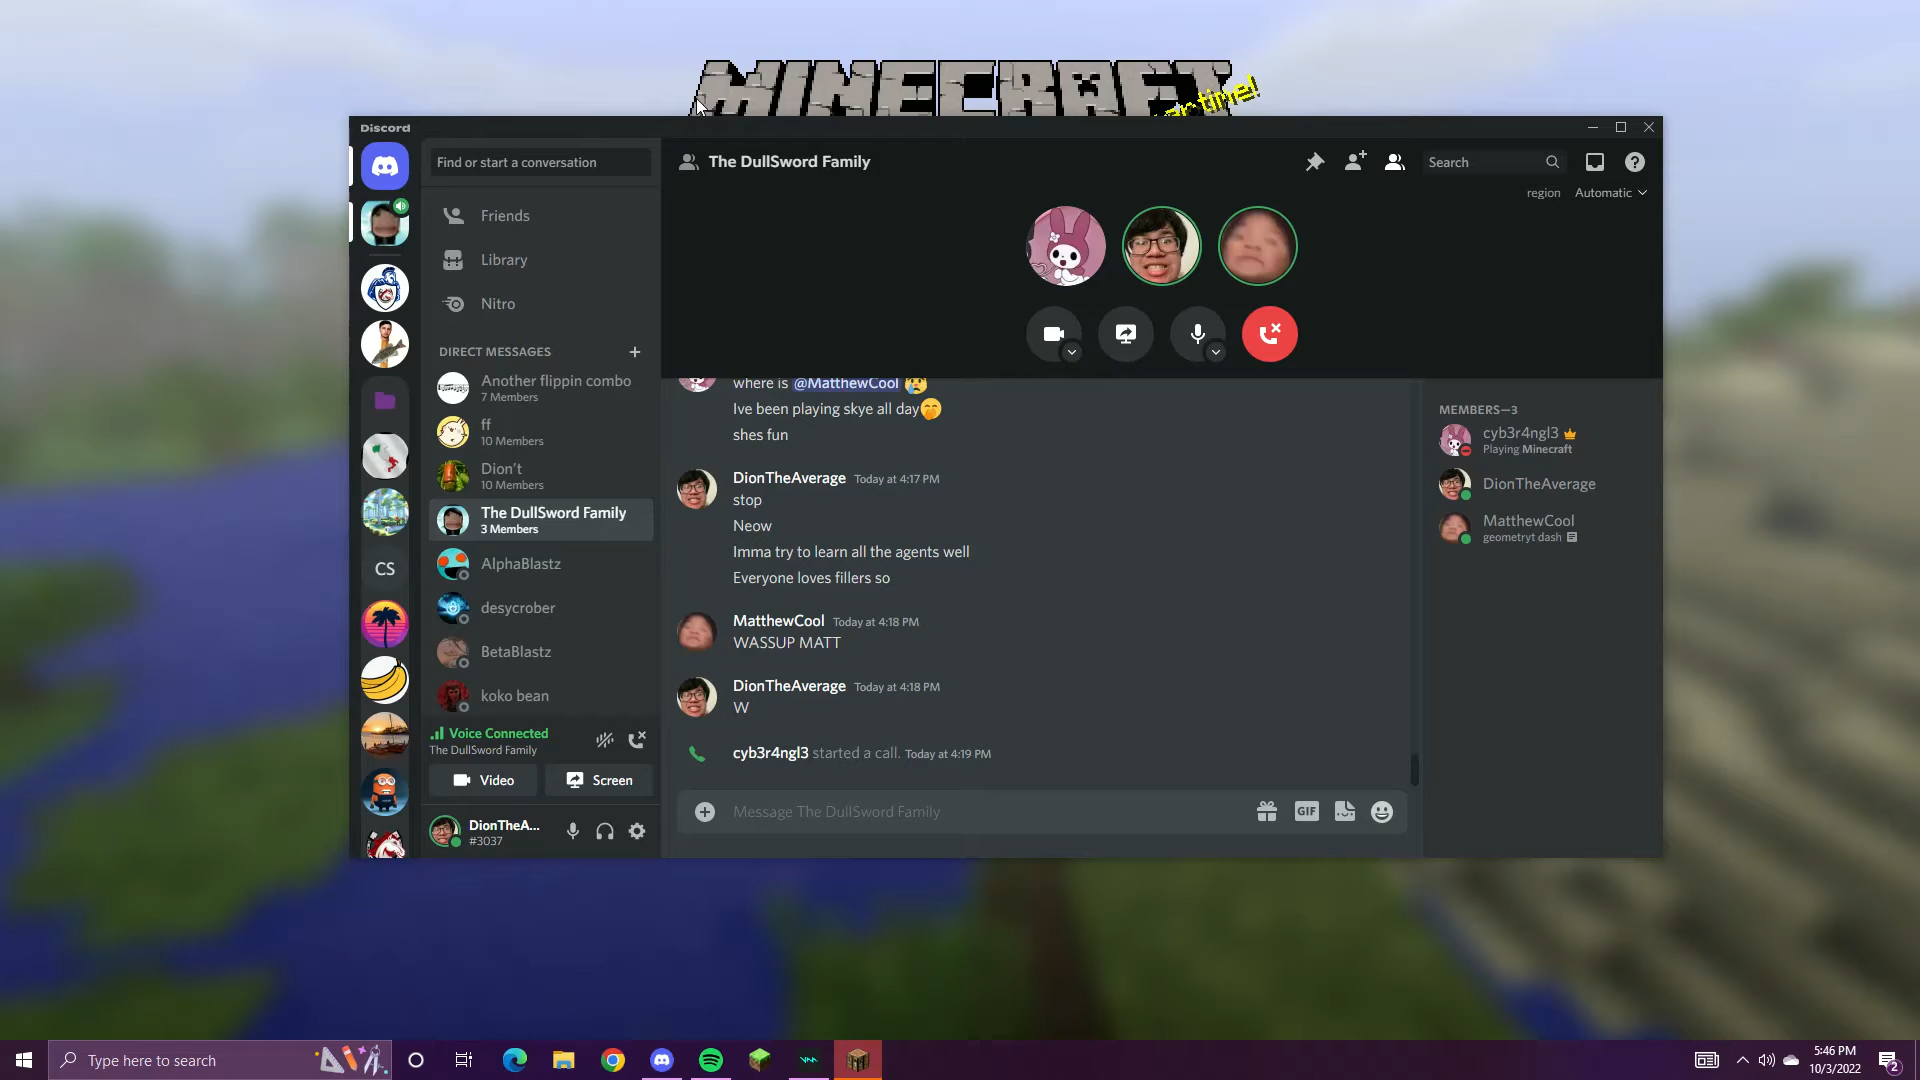 MINECRAFT
time!
Discord
Find or start a conversation
The DullSword Family
Search
region Automatic
Friends
Library
Nitro
DIRECT MESSAGES
Another flippin combo
7 Members
ff
10 Members
Dion't
10 Members
The DullSword Family
3 Members
AlphaBlastz
desycrober
BetaBlastz
koko bean
CS
Voice Connected
The DullSword Family
Video
Screen
DionTheA...
#3037
where is @MatthewCool
Ive been playing skye all day
shes fun
DionTheAverage Today at 4:17 PM
stop
Neow
Imma try to learn all the agents well
Everyone loves fillers so
MatthewCool Today at 4:18 PM
WASSUP MATT
DionTheAverage Today at 4:18 PM
W
cyb3r4ngl3 started a call. Today at 4:19 PM
Message The DullSword Family
GIF
MEMBERS—3
cyb3r4ngl3
Playing Minecraft
DionTheAverage
MatthewCool
geometryt dash
Type here to search
5:46 PM
10/3/2022
2